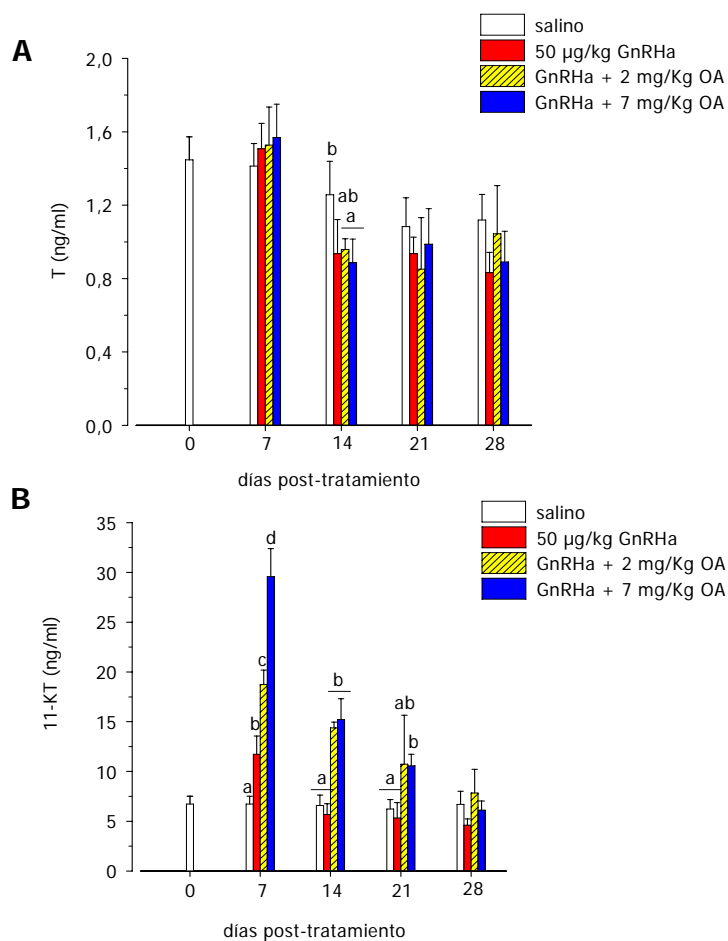 A
salino
50 µg/kg GnRHa
GnRHa + 2 mg/Kg OA
GnRHa + 7 mg/Kg OA
T (ng/ml)
2,0
1,6
1,2
0,8
0,4
0,0
b
ab
a
0 7 14 21 28
días post-tratamiento
B
salino
50 µg/kg GnRHa
GnRHa + 2 mg/Kg OA
GnRHa + 7 mg/Kg OA
11-KT (ng/ml)
35
30
25
20
15
10
5
0
a
b
c
d
a
b
a
ab
b
0 7 14 21 28
días post-tratamiento